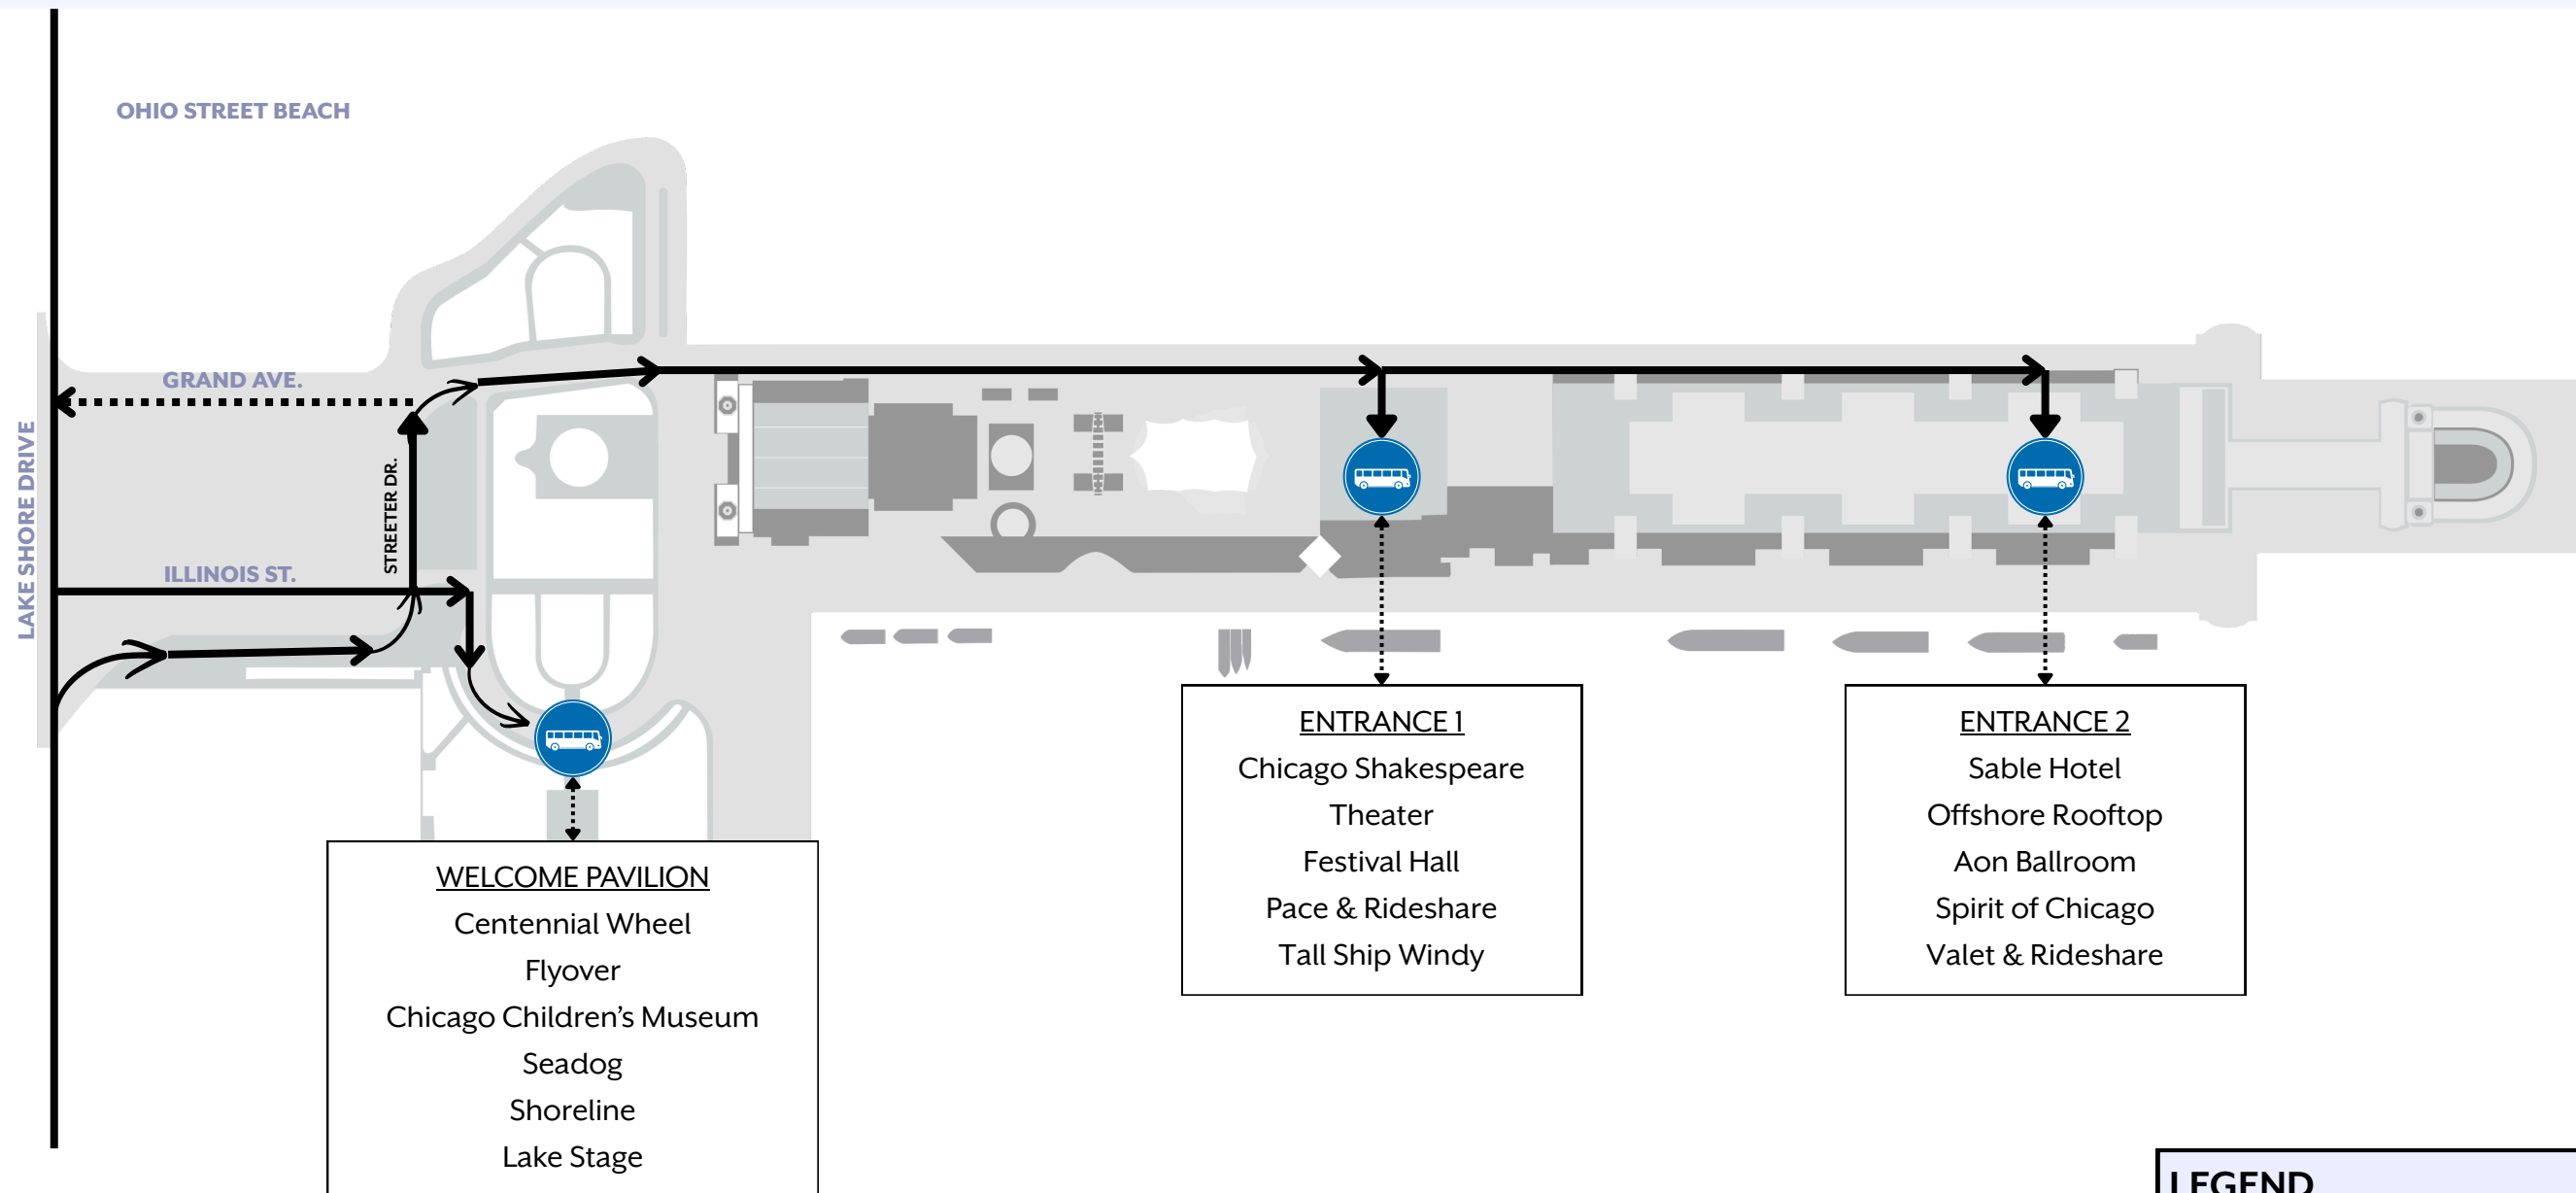 OHIO STREET BEACH
GRAND AVE.
LAKE SHORE DRIVE
STREETER DR.
ILLINOIS ST.
WELCOME PAVILION
Centennial Wheel
Flyover
Chicago Children’s Museum
Seadog
Shoreline
Lake Stage
ENTRANCE 1
Chicago Shakespeare
Theater
Festival Hall
Pace & Rideshare
Tall Ship Windy
ENTRANCE 2
Sable Hotel
Offshore Rooftop
Aon Ballroom
Spirit of Chicago
Valet & Rideshare
LEGEND